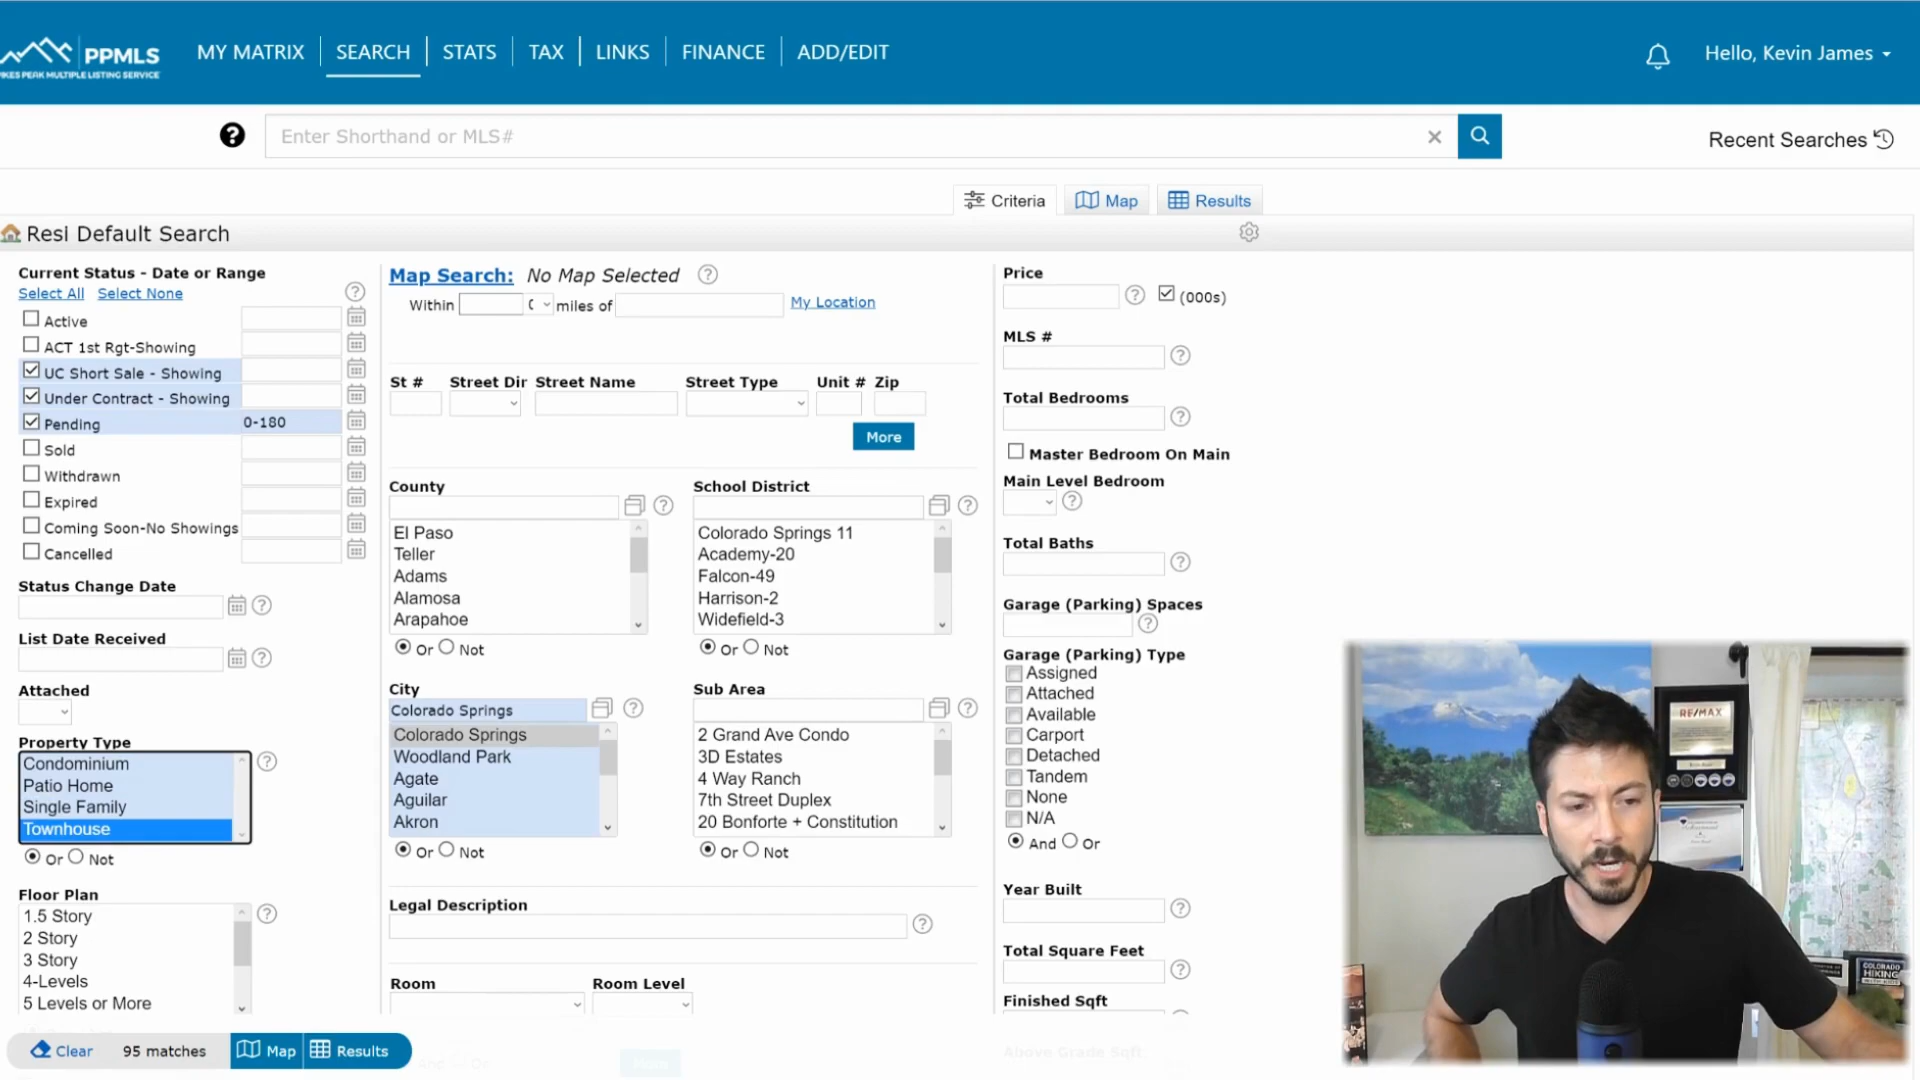 PPMLS
PIKES PEAK MULTIPLE LISTING SERVICE
MY MATRIX
SEARCH
STATS
TAX
LINKS
FINANCE
ADD/EDIT
Hello, Kevin James
Enter Shorthand or MLS#
Recent Searches
Criteria
Map
Results
Resi Default Search
Current Status - Date or Range
Select All Select None
Active
ACT 1st Rgt-Showing
UC Short Sale - Showing
Under Contract - Showing
Pending 0-180
Sold
Withdrawn
Expired
Coming Soon-No Showings
Cancelled
Status Change Date
List Date Received
Attached
Property Type
Condominium
Patio Home
Single Family
Townhouse
Or Not
Floor Plan
1.5 Story
2 Story
3 Story
4-Levels
5 Levels or More
Map Search: No Map Selected
Within miles of My Location
St # Street Dir Street Name Street Type Unit # Zip
More
County
El Paso
Teller
Adams
Alamosa
Arapahoe
Or Not
School District
Colorado Springs 11
Academy-20
Falcon-49
Harrison-2
Widefield-3
Or Not
City
Colorado Springs
Colorado Springs
Woodland Park
Agate
Aguilar
Akron
Or Not
Sub Area
2 Grand Ave Condo
3D Estates
4 Way Ranch
7th Street Duplex
20 Bonforte + Constitution
Or Not
Legal Description
Room Room Level
Price
(000s)
MLS #
Total Bedrooms
Master Bedroom On Main
Main Level Bedroom
Total Baths
Garage (Parking) Spaces
Garage (Parking) Type
Assigned
Attached
Available
Carport
Detached
Tandem
None
N/A
And Or
Year Built
Total Square Feet
Finished Sqft
Above Grade Sqft:
Clear 95 matches Map Results
RE/MAX
COLORADO
HIKING